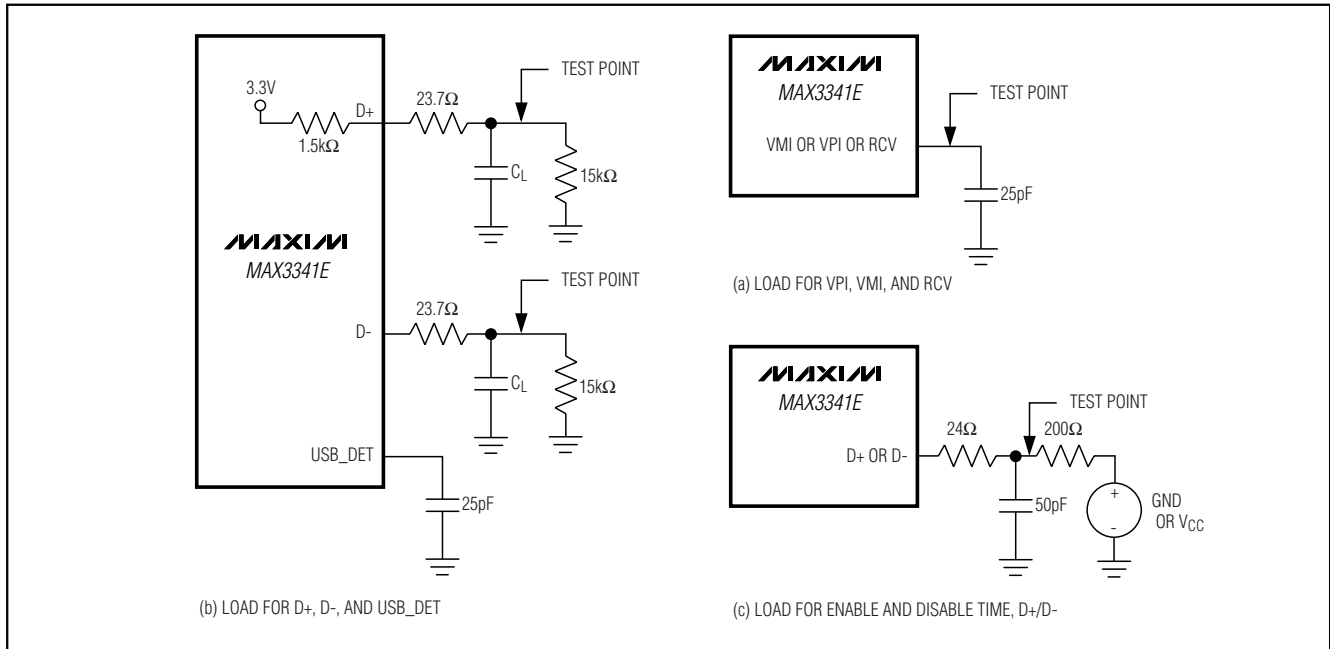 3.3V
1.5kΩ
D+
23.7Ω
TEST POINT
CL
15kΩ
MAXIM
MAX3341E
D-
23.7Ω
TEST POINT
CL
15kΩ
USB_DET
25pF
(b) LOAD FOR D+, D-, AND USB_DET
MAXIM
MAX3341E
VMI OR VPI OR RCV
TEST POINT
25pF
(a) LOAD FOR VPI, VMI, AND RCV
MAXIM
MAX3341E
D+ OR D-
24Ω
TEST POINT
200Ω
50pF
+
-
GND
OR VCC
(c) LOAD FOR ENABLE AND DISABLE TIME, D+/D-